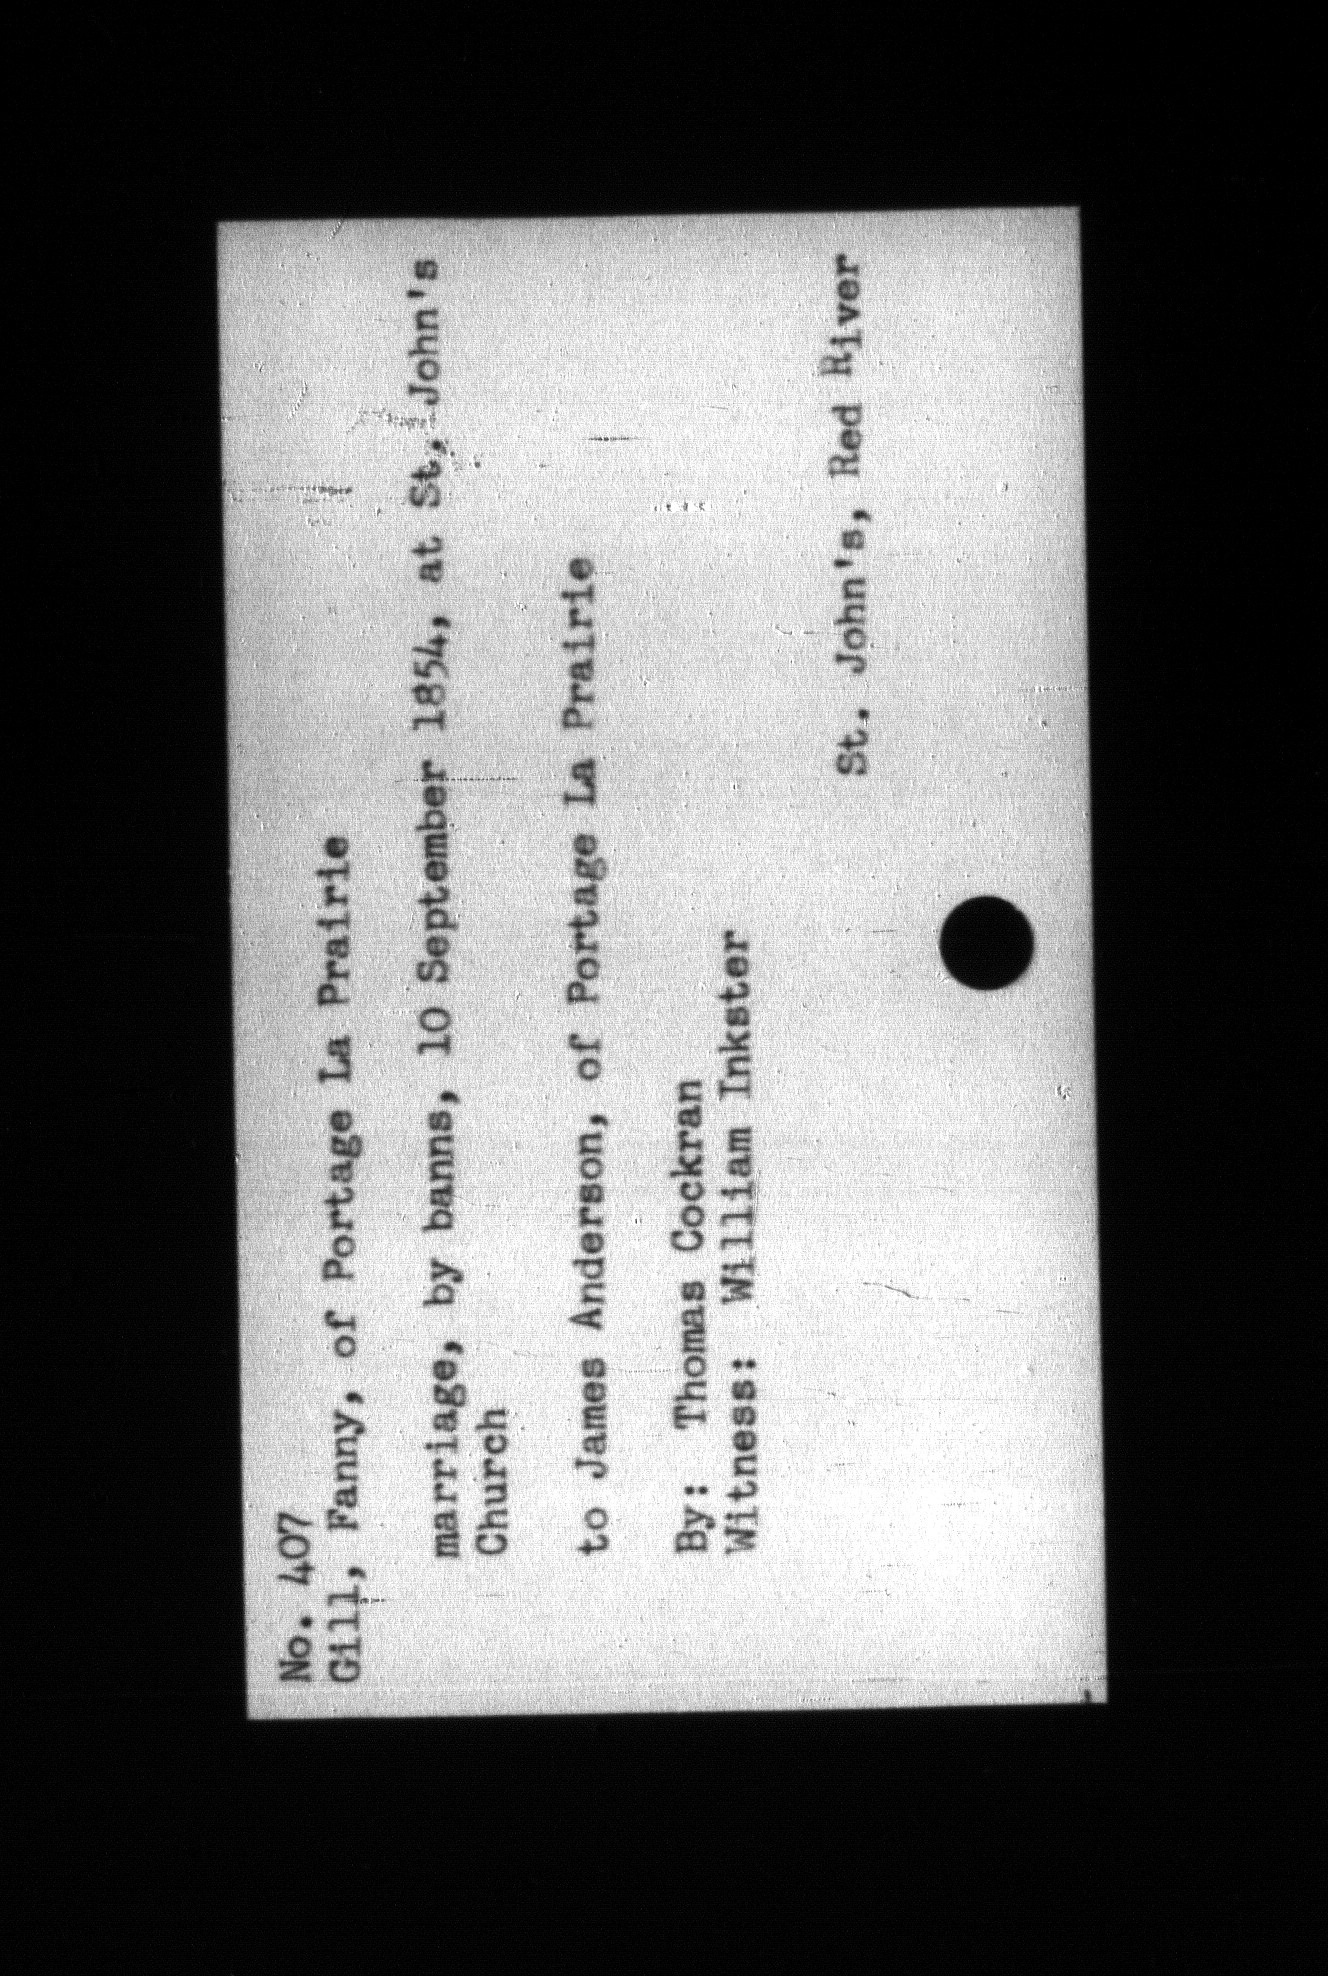 No. 407
Gill, Fanny, of Portage La Prairie
marriage, by banns, 10 September 1854, at St. John's
Church
to James Anderson, of Portage La Prairie
By: Thomas Cockran
Witness: William Inkster
St. John's, Red River